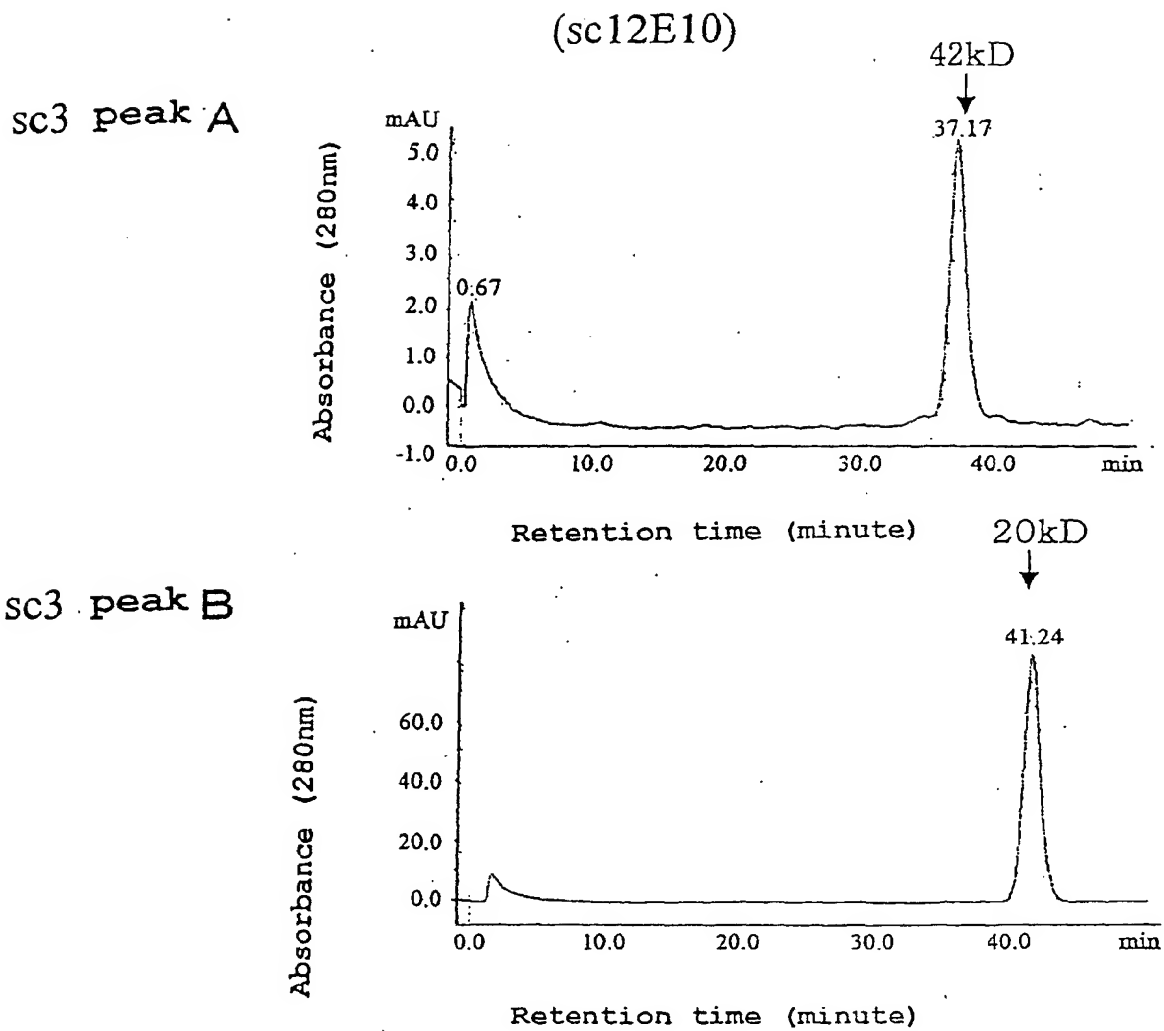 (sc12E10)
42kD
sc3 peak A
mAU
37.17
5.0
4.0
3.0
0.67
2.0
1.0
0.0
-1.0
Absorbance (280nm)
0.0 10.0 20.0 30.0 40.0 min
Retention time (minute)
20kD
sc3 peak B
mAU
41.24
60.0
40.0
20.0
0.0
Absorbance (280nm)
0.0 10.0 20.0 30.0 40.0 min
Retention time (minute)